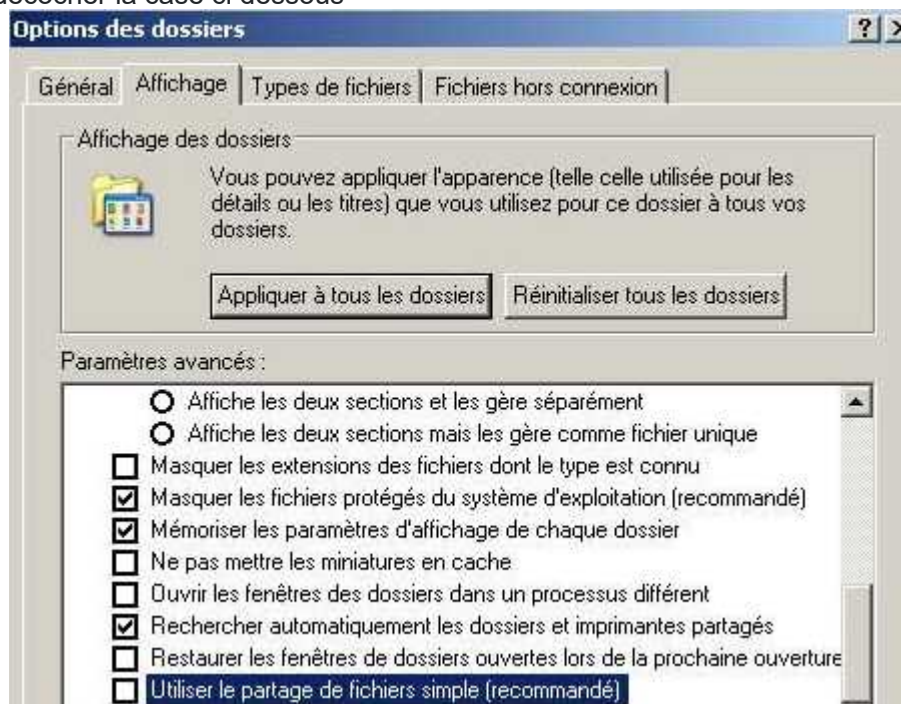 décocher la case ci dessous
Options des dossiers
Général Affichage Types de fichiers Fichiers hors connexion
Affichage des dossiers
Vous pouvez appliquer l'apparence (telle celle utilisée pour les
détails ou les titres) que vous utilisez pour ce dossier à tous vos
dossiers.
Appliquer à tous les dossiers Réinitialiser tous les dossiers
Paramètres avancés :
Affiche les deux sections et les gère séparément
Affiche les deux sections mais les gère comme fichier unique
Masquer les extensions des fichiers dont le type est connu
Masquer les fichiers protégés du système d'exploitation (recommandé)
Mémoriser les paramètres d'affichage de chaque dossier
Ne pas mettre les miniatures en cache
Ouvrir les fenêtres des dossiers dans un processus différent
Rechercher automatiquement les dossiers et imprimantes partagés
Restaurer les fenêtres de dossiers ouvertes lors de la prochaine ouverture
Utiliser le partage de fichiers simple (recommandé)